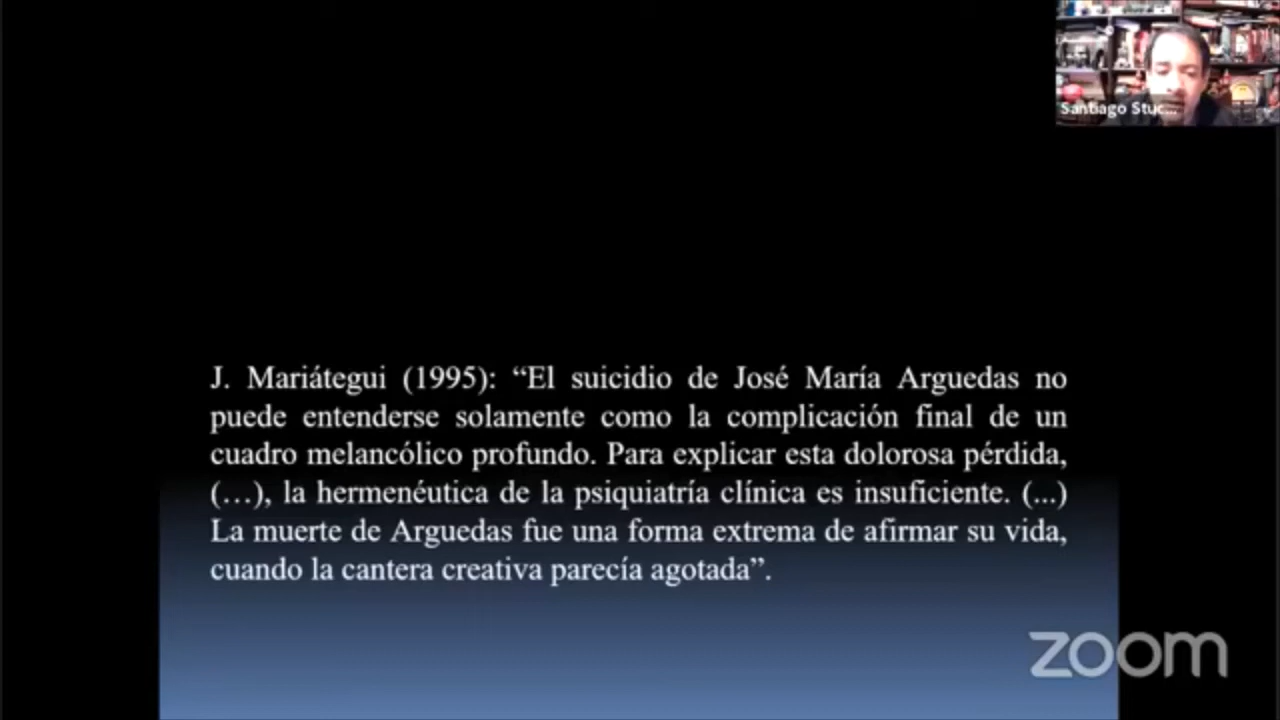 Santiago Stuc...
J. Mariátegui (1995): “El suicidio de José María Arguedas no
puede entenderse solamente como la complicación final de un
cuadro melancólico profundo. Para explicar esta dolorosa pérdida,
(…), la hermenéutica de la psiquiatría clínica es insuficiente. (...)
La muerte de Arguedas fue una forma extrema de afirmar su vida,
cuando la cantera creativa parecía agotada”.
zoom